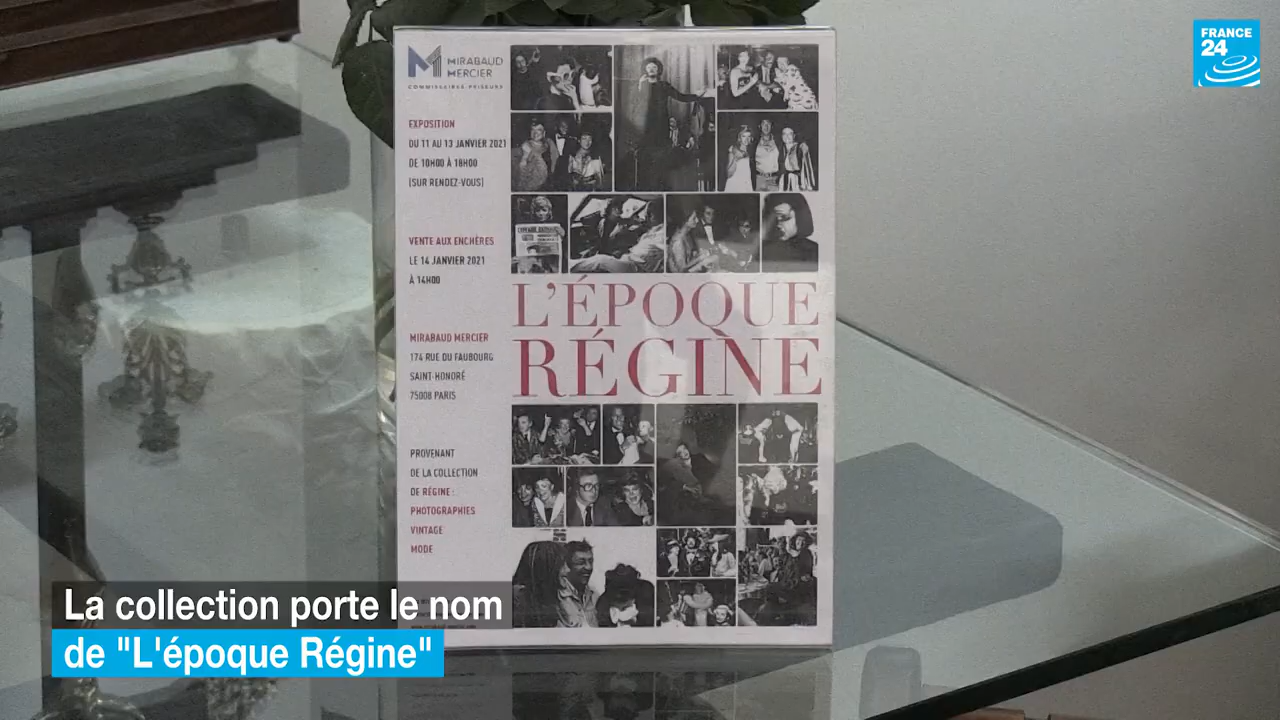 FRANCE
24
MIRABAUD
MERCIER
COMMISSAIRES-PRISEURS
EXPOSITION
DU 11 AU 13 JANVIER 2021
DE 10H00 À 18H00
(SUR RENDEZ-VOUS)
VENTE AUX ENCHÈRES
LE 14 JANVIER 2021
À 14H00
MIRABAUD MERCIER
174 RUE DU FAUBOURG
SAINT-HONORÉ
75008 PARIS
PROVENANT
DE LA COLLECTION
DE RÉGINE :
PHOTOGRAPHIES
VINTAGE
MODE
L'ÉPOQUE
RÉGINE
La collection porte le nom
de "L'époque Régine"